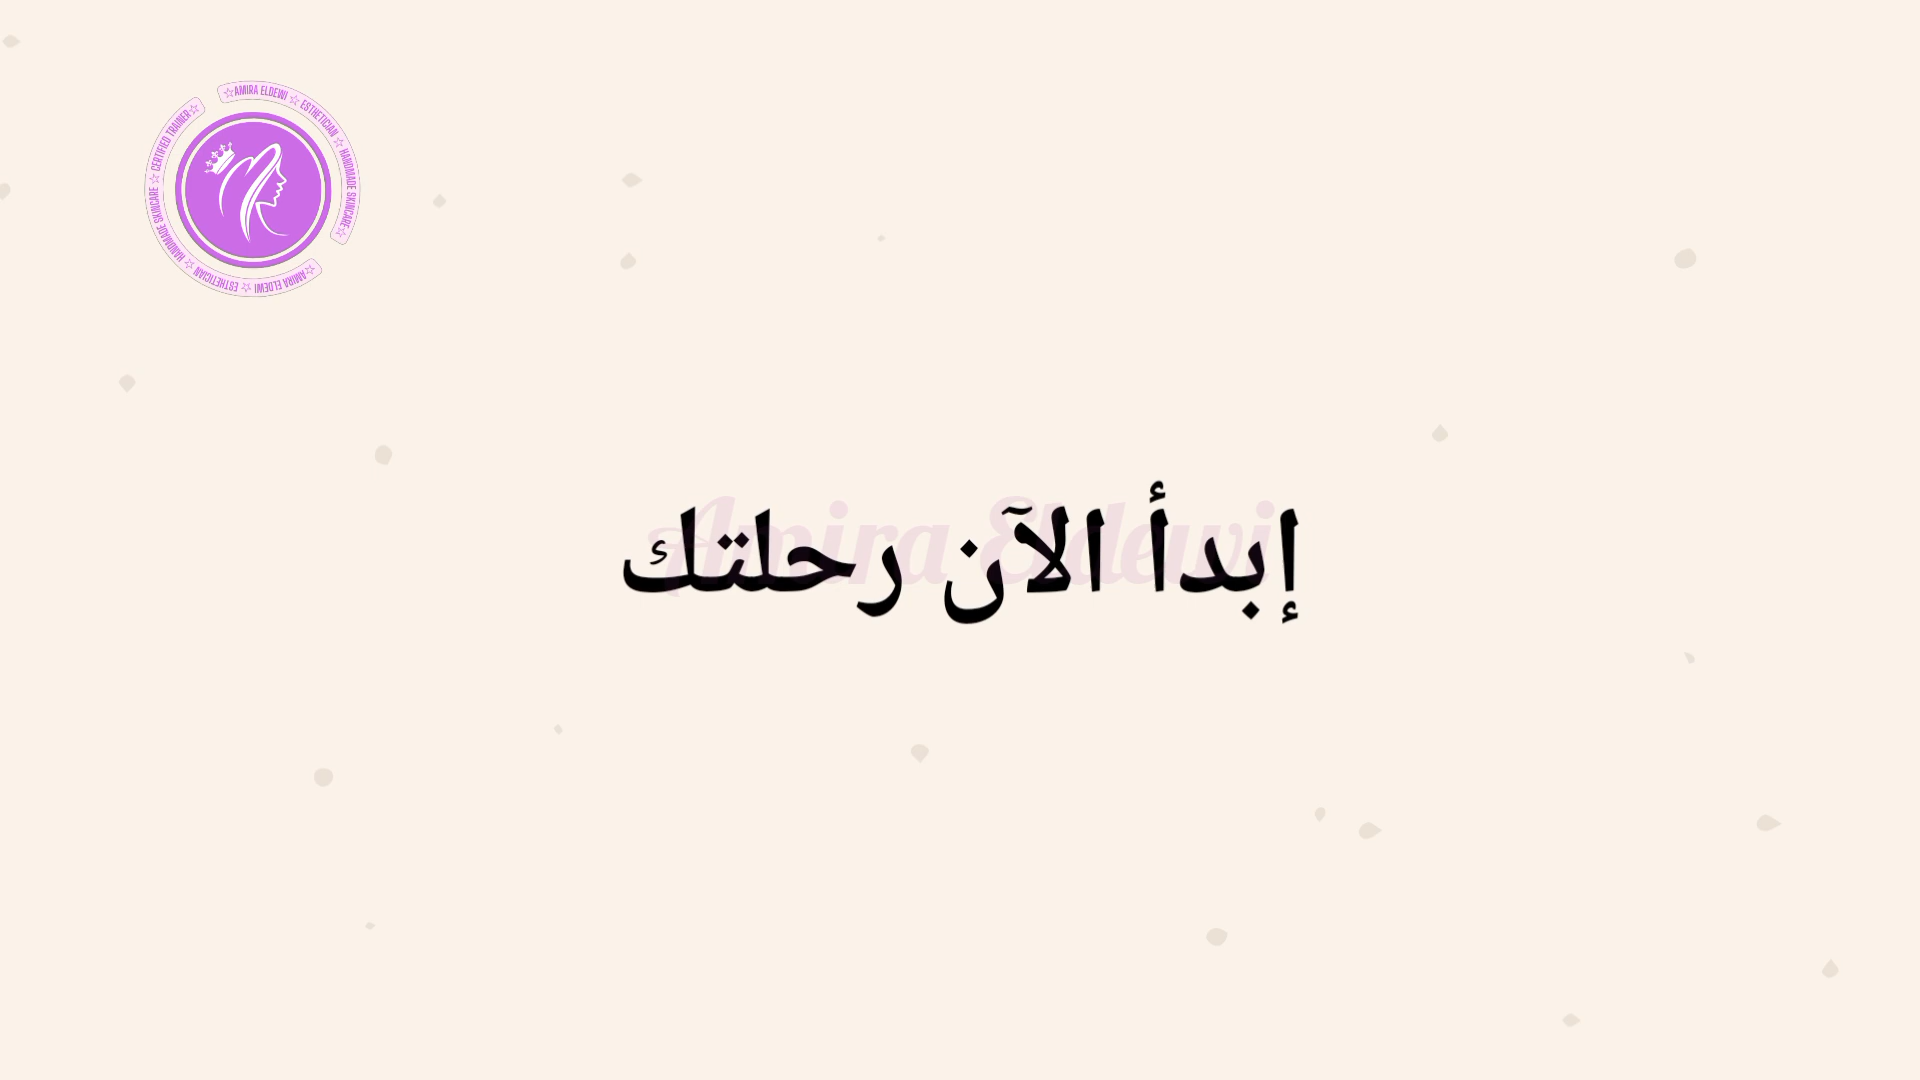 ☆AMIRA ELDEWI ☆ ESTHETICIAN ☆ HANDMADE SKINCARE☆
☆AMIRA ELDEWI ☆ ESTHETICIAN ☆ HANDMADE SKINCARE ☆ CERTIFIED TRAINER☆
إبدأ الآن رحلتك
Amira Eldewi